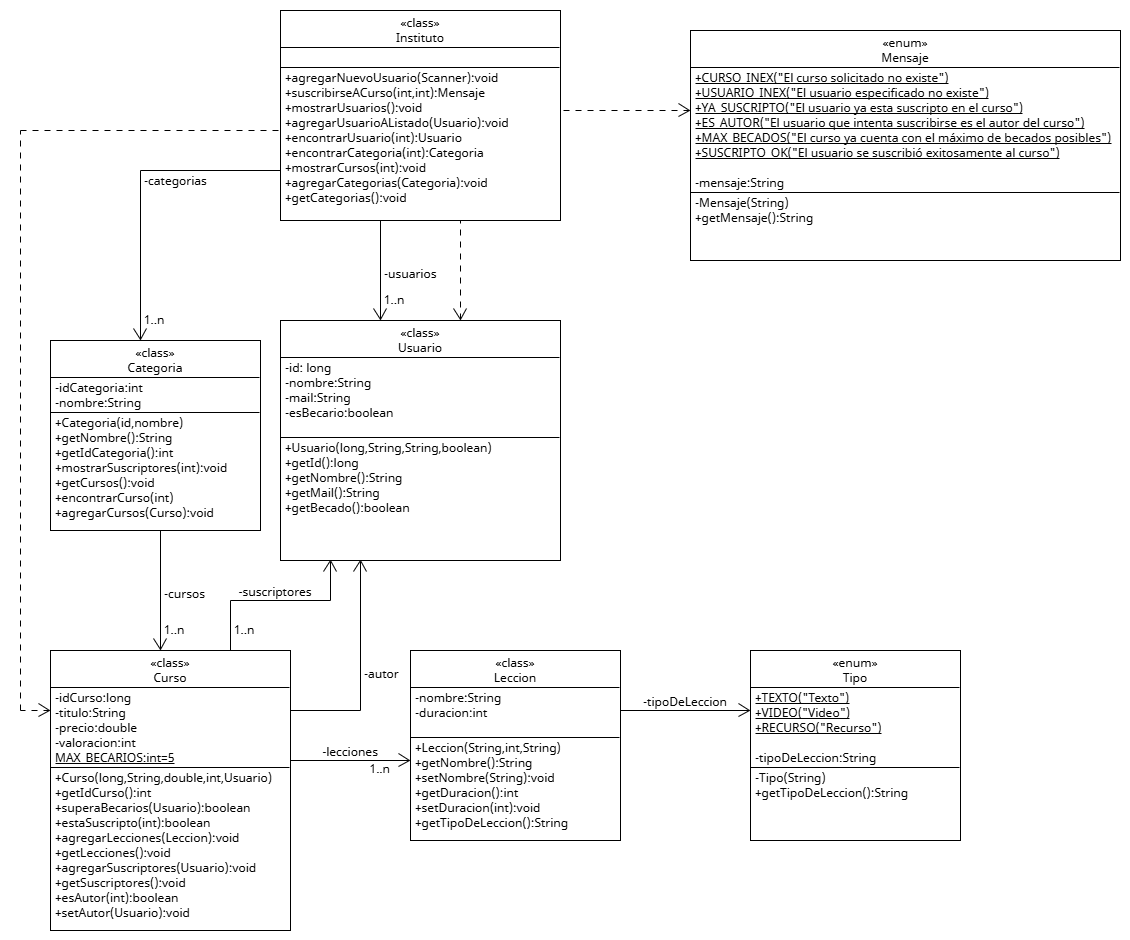 «class»
Instituto
+agregarNuevoUsuario(Scanner):void
+suscribirseACurso(int,int):Mensaje
+mostrarUsuarios():void
+agregarUsuarioAListado(Usuario):void
+encontrarUsuario(int):Usuario
+encontrarCategoria(int):Categoria
+mostrarCursos(int):void
+agregarCategorias(Categoria):void
+getCategorias():void
«enum»
Mensaje
+CURSO_INEX("El curso solicitado no existe")
+USUARIO_INEX("El usuario especificado no existe")
+YA_SUSCRIPTO("El usuario ya esta suscripto en el curso")
+ES_AUTOR("El usuario que intenta suscribirse es el autor del curso")
+MAX_BECADOS("El curso ya cuenta con el máximo de becados posibles")
+SUSCRIPTO_OK("El usuario se suscribió exitosamente al curso")
-mensaje:String
-Mensaje(String)
+getMensaje():String
-categorias
1..n
-usuarios
1..n
«class»
Categoria
-idCategoria:int
-nombre:String
+Categoria(id,nombre)
+getNombre():String
+getIdCategoria():int
+mostrarSuscriptores(int):void
+getCursos():void
+encontrarCurso(int)
+agregarCursos(Curso):void
«class»
Usuario
-id: long
-nombre:String
-mail:String
-esBecario:boolean
+Usuario(long,String,String,boolean)
+getId():long
+getNombre():String
+getMail():String
+getBecado():boolean
-cursos
1..n
-suscriptores
1..n
-autor
«class»
Curso
-idCurso:long
-titulo:String
-precio:double
-valoracion:int
MAX_BECARIOS:int=5
+Curso(long,String,double,int,Usuario)
+getIdCurso():int
+superaBecarios(Usuario):boolean
+estaSuscripto(int):boolean
+agregarLecciones(Leccion):void
+getLecciones():void
+agregarSuscriptores(Usuario):void
+getSuscriptores():void
+esAutor(int):boolean
+setAutor(Usuario):void
-lecciones
1..n
«class»
Leccion
-nombre:String
-duracion:int
+Leccion(String,int,String)
+getNombre():String
+setNombre(String):void
+getDuracion():int
+setDuracion(int):void
+getTipoDeLeccion():String
-tipoDeLeccion
«enum»
Tipo
+TEXTO("Texto")
+VIDEO("Video")
+RECURSO("Recurso")
-tipoDeLeccion:String
-Tipo(String)
+getTipoDeLeccion():String